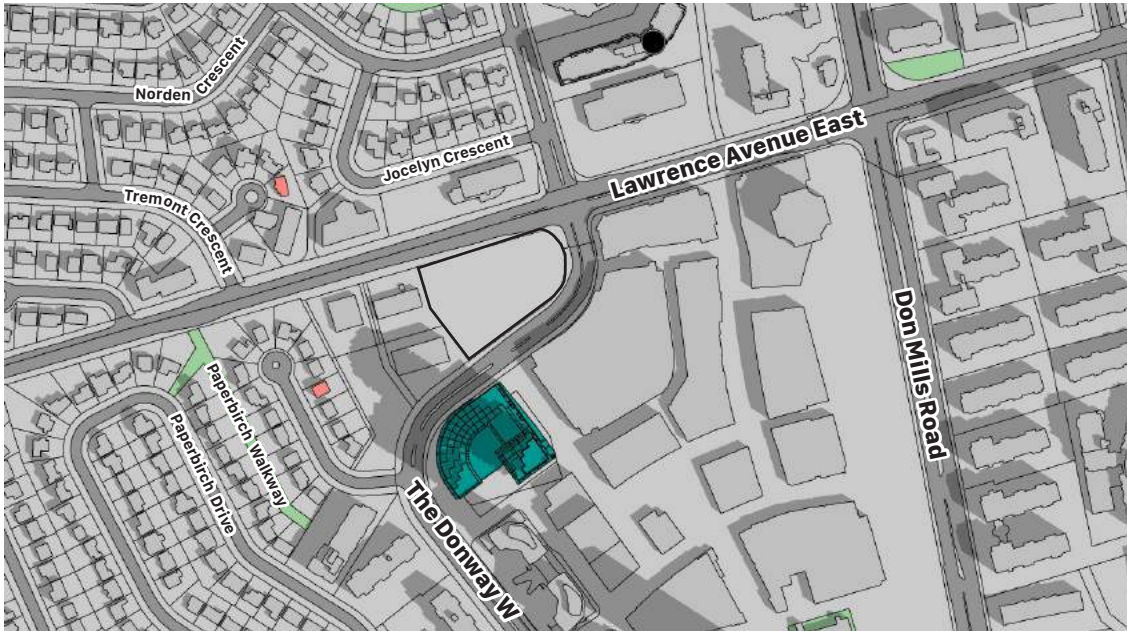 Norden Crescent
Jocelyn Crescent
Lawrence Avenue East
Tremont Crescent
Don Mills Road
Paperbirch Walkway
Paperbirch Drive
The Donway W